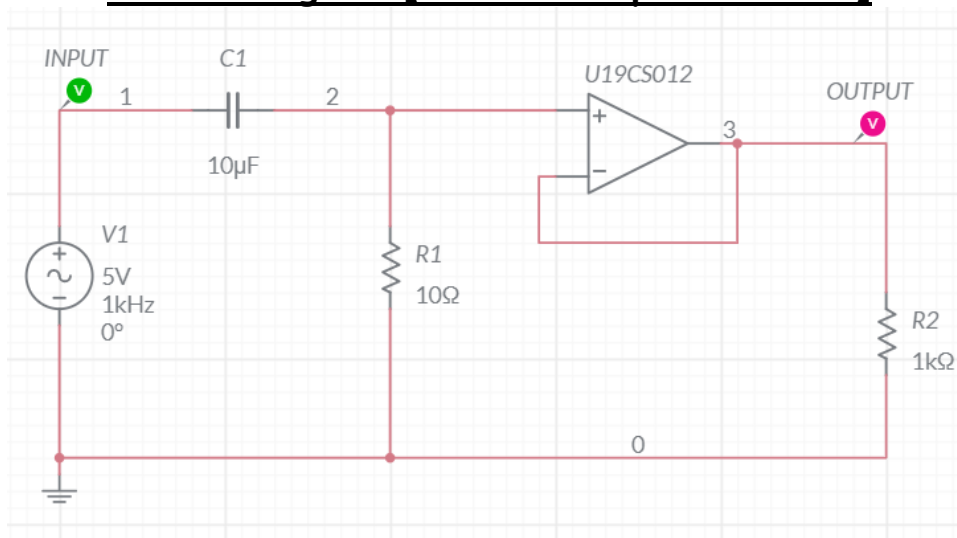 INPUT
C1
U19CS012
OUTPUT
V
1
2
V
3
+
10µF
−
V1
+
5V
1kHz
−
0°
R1
10Ω
R2
1kΩ
0